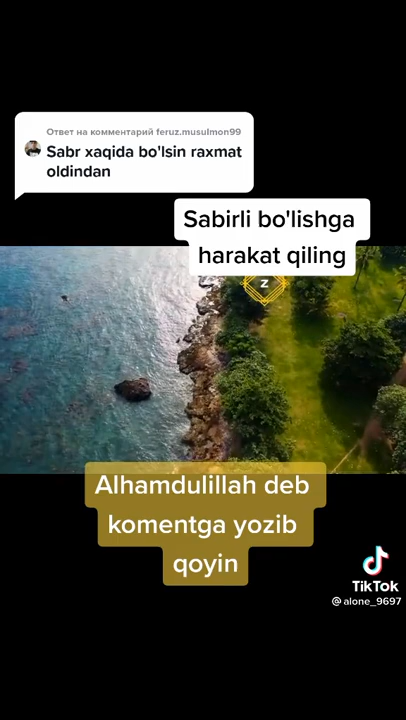 Ответ на комментарий feruz.musulmon99
Sabr xaqida bo'lsin raxmat
oldindan
Sabirli bo'lishga
harakat qiling
Z
Alhamdulillah deb
komentga yozib
qoyin
TikTok
@alone_9697